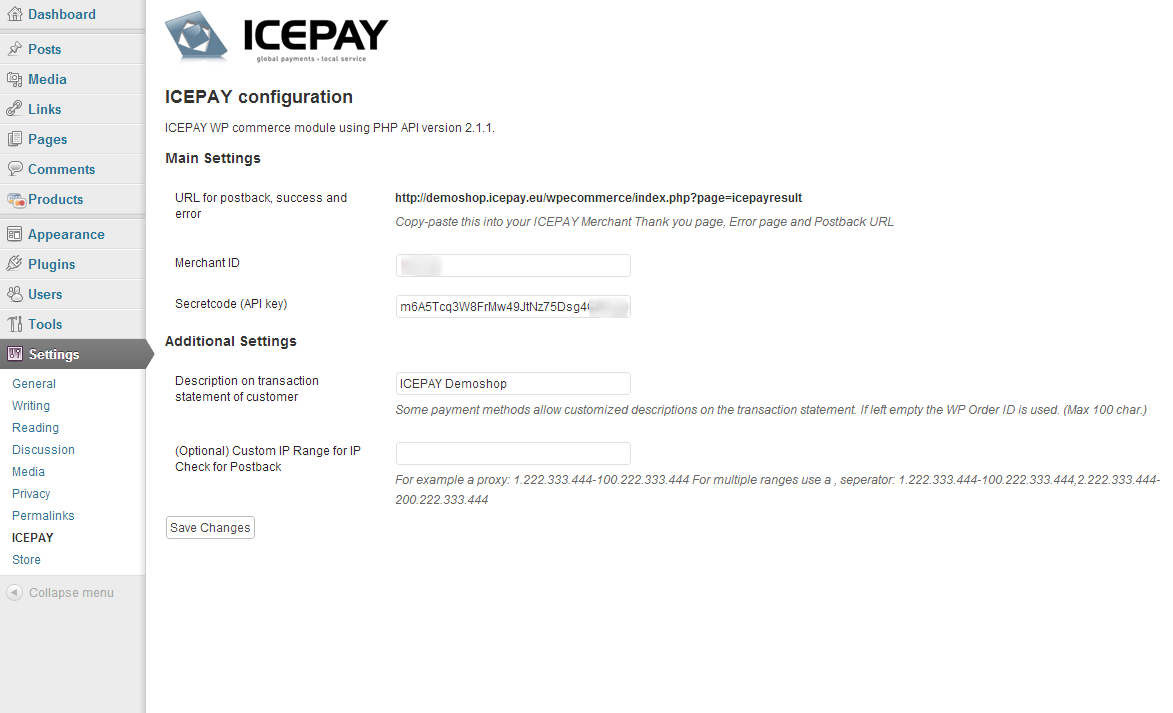 Dashboard
Posts
Media
Links
Pages
Comments
Products
Appearance
Plugins
Users
Tools
Settings
General
Writing
Reading
Discussion
Media
Privacy
Permalinks
ICEPAY
Store
Collapse menu
ICEPAY
global payments • local service
ICEPAY configuration
ICEPAY WP commerce module using PHP API version 2.1.1.
Main Settings
URL for postback, success and
error
http://demoshop.icepay.eu/wpecommerce/index.php?page=icepayresult
Copy-paste this into your ICEPAY Merchant Thank you page, Error page and Postback URL
Merchant ID
Secretcode (API key)
m6A5Tcq3W8FrMw49JtNz75Dsg4
Additional Settings
Description on transaction
statement of customer
ICEPAY Demoshop
Some payment methods allow customized descriptions on the transaction statement. If left empty the WP Order ID is used. (Max 100 char.)
(Optional) Custom IP Range for IP
Check for Postback
For example a proxy: 1.222.333.444-100.222.333.444 For multiple ranges use a , seperator: 1.222.333.444-100.222.333.444,2.222.333.444-
200.222.333.444
Save Changes